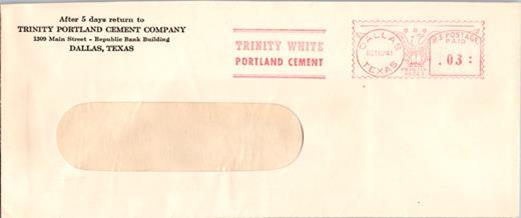 After 5 days return to
TRINITY PORTLAND CEMENT COMPANY
1309 Main Street - Republic Bank Building
DALLAS, TEXAS
TRINITY WHITE
PORTLAND CEMENT
DALLAS
TEXAS
U.S. POSTAGE
PAID
.03: